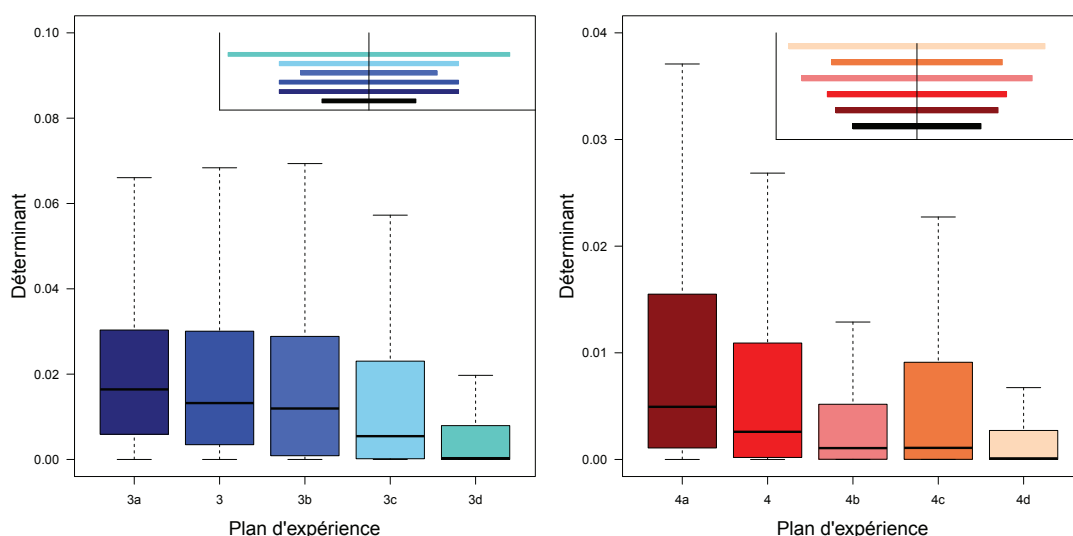 0.10
0.08
0.06
0.04
0.02
0.00
Déterminant
3a 3 3b 3c 3d
Plan d'expérience
0.04
0.03
0.02
0.01
0.00
Déterminant
4a 4 4b 4c 4d
Plan d'expérience